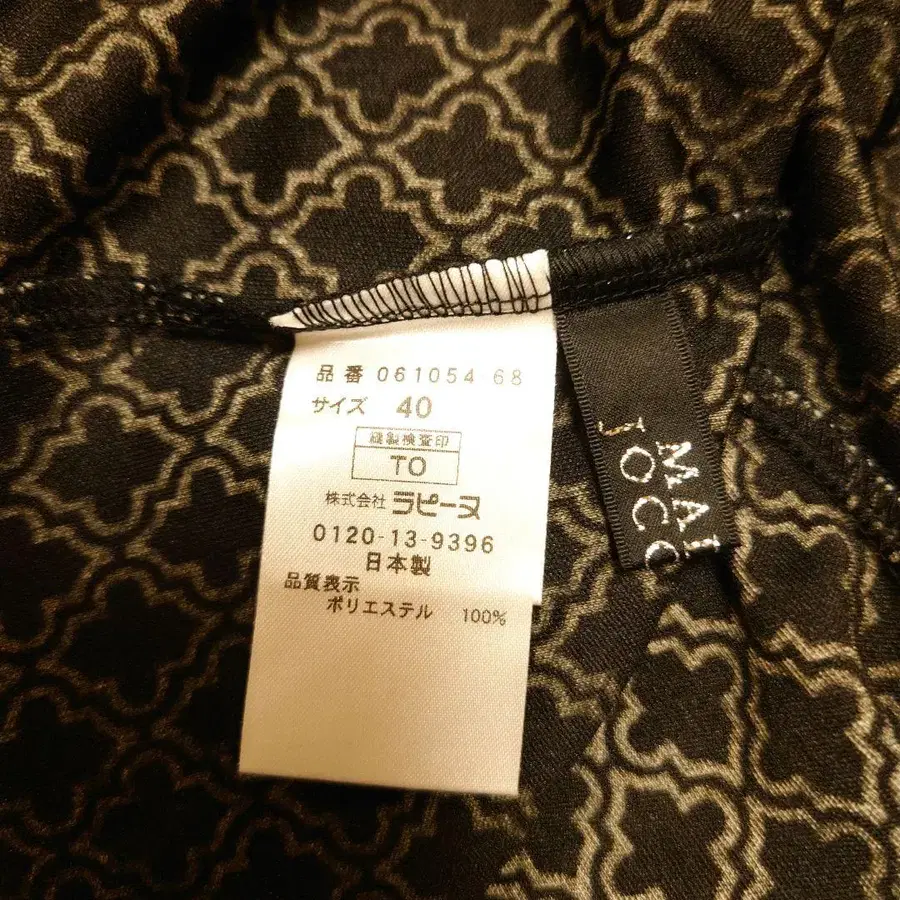 品番 061054-68
サイズ 40
縫製検査印
TO
株式会社 ラピーヌ
0120-13-9396
日本製
品質表示
ポリエステル 100%